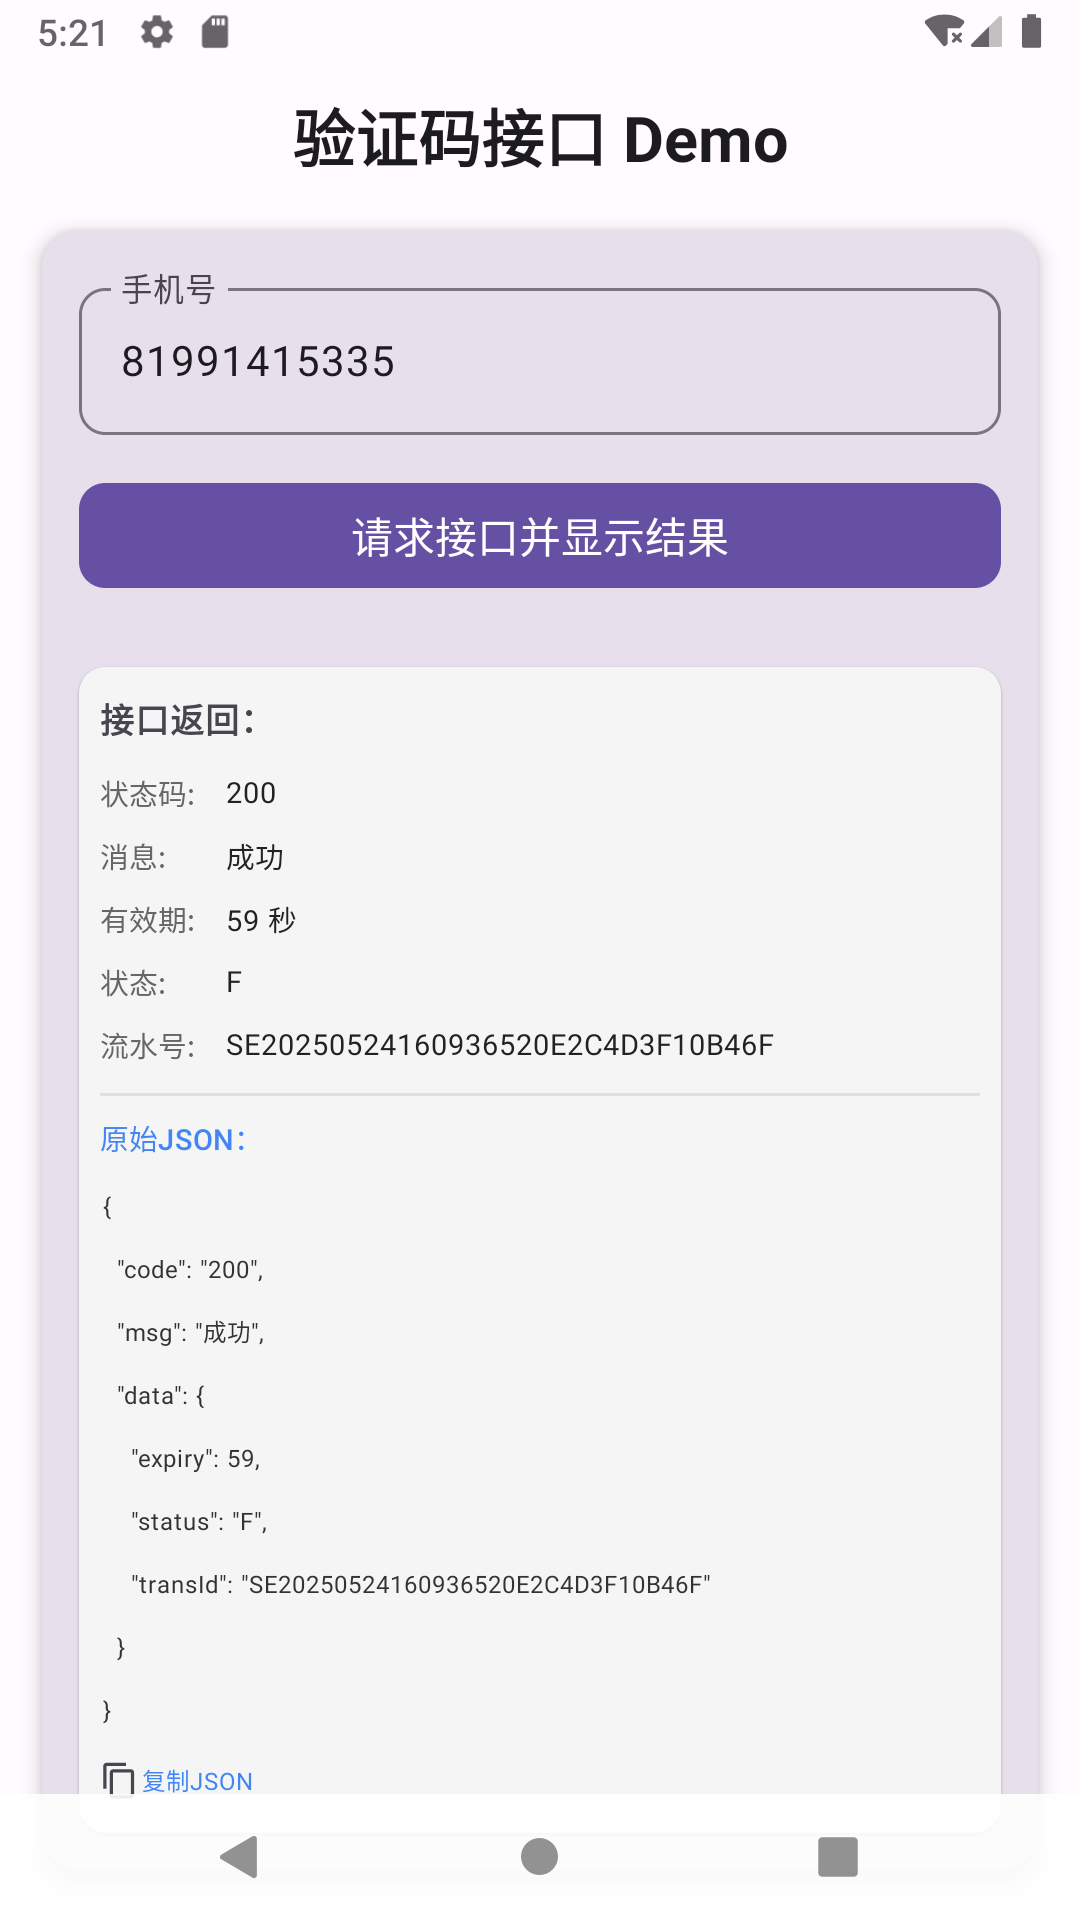 5:21
验证码接口 Demo
手机号
81991415335
请求接口并显示结果
接口返回：
状态码: 200
消息: 成功
有效期: 59 秒
状态: F
流水号: SE20250524160936520E2C4D3F10B46F
原始JSON：
{
"code": "200",
"msg": "成功",
"data": {
"expiry": 59,
"status": "F",
"transId": "SE20250524160936520E2C4D3F10B46F"
}
}
复制JSON